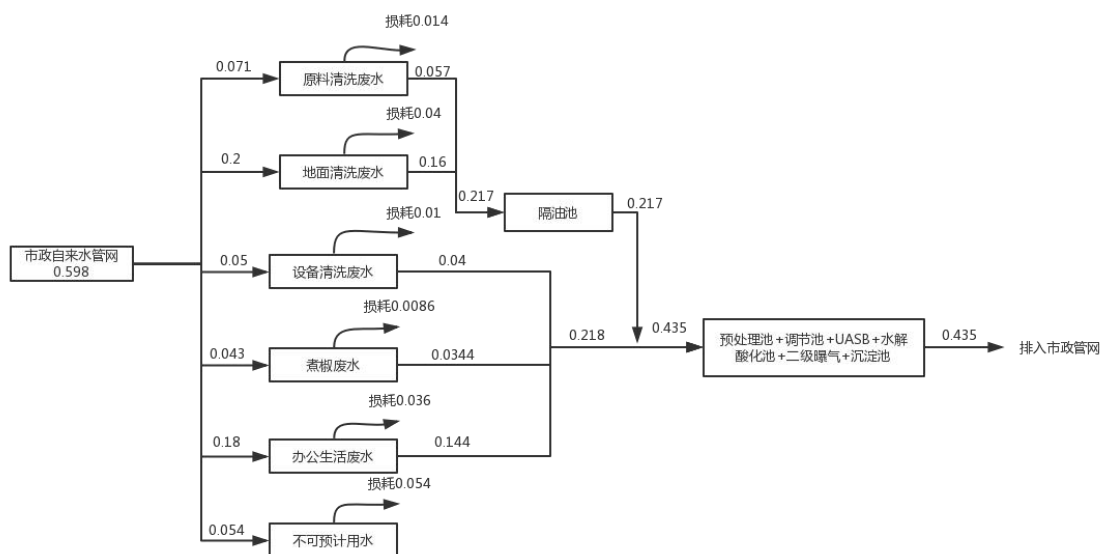 损耗0.014
0.071
原料清洗废水
0.057
损耗0.04
0.2
地面清洗废水
0.16
0.217
隔油池
0.217
损耗0.01
市政自来水管网
0.598
0.05
设备清洗废水
0.04
损耗0.0086
0.043
煮椒废水
0.0344
0.218
0.435
预处理池+调节池+UASB+水解
酸化池+二级曝气+沉淀池
0.435
排入市政管网
损耗0.036
0.18
办公生活废水
0.144
损耗0.054
0.054
不可预计用水